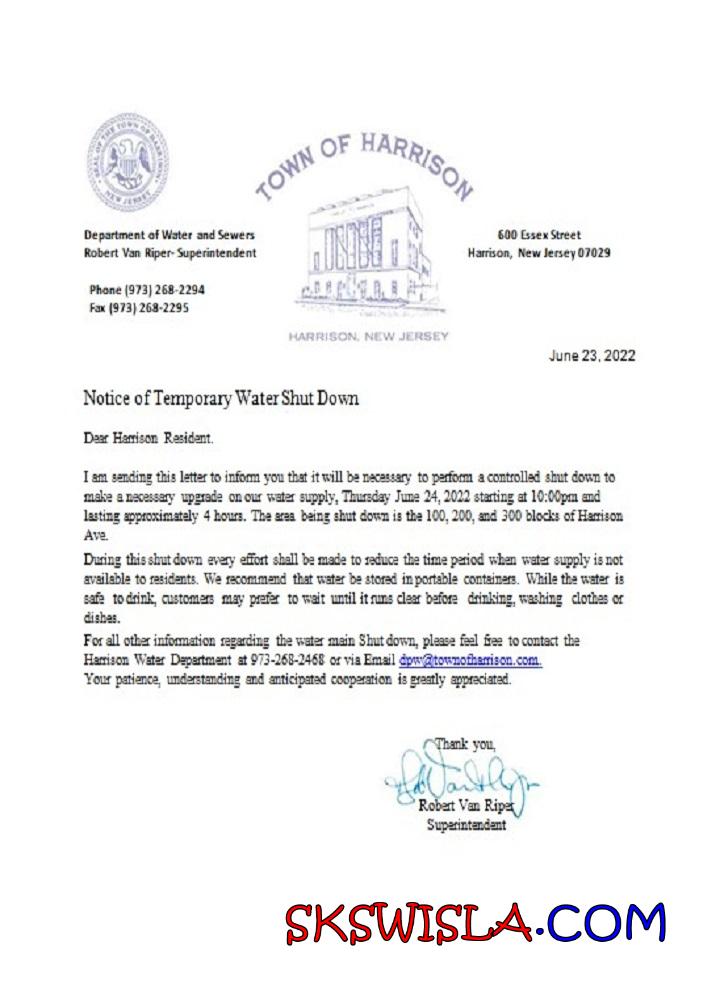 SEAL OF THE TOWN OF HARRISON
NEW JERSEY
TOWN OF HARRISON
Department of Water and Sewers
Robert Van Riper- Superintendent
600 Essex Street
Harrison, New Jersey 07029
Phone (973) 268-2294
Fax (973) 268-2295
HARRISON, NEW JERSEY
June 23, 2022
Notice of Temporary Water Shut Down
Dear Harrison Resident.
I am sending this letter to inform you that it will be necessary to perform a controlled shut down to
make a necessary upgrade on our water supply, Thursday June 24, 2022 starting at 10:00pm and
lasting approximately 4 hours. The area being shut down is the 100, 200, and 300 blocks of Harrison
Ave.
During this shut down every effort shall be made to reduce the time period when water supply is not
available to residents. We recommend that water be stored in portable containers. While the water is
safe to drink, customers may prefer to wait until it runs clear before drinking, washing clothes or
dishes.
For all other information regarding the water main Shut down, please feel free to contact the
Harrison Water Department at 973-268-2468 or via Email dpw@townofharrison.com.
Your patience, understanding and anticipated cooperation is greatly appreciated.
Thank you,
Robert Van Riper
Superintendent
SKSWISLA.COM